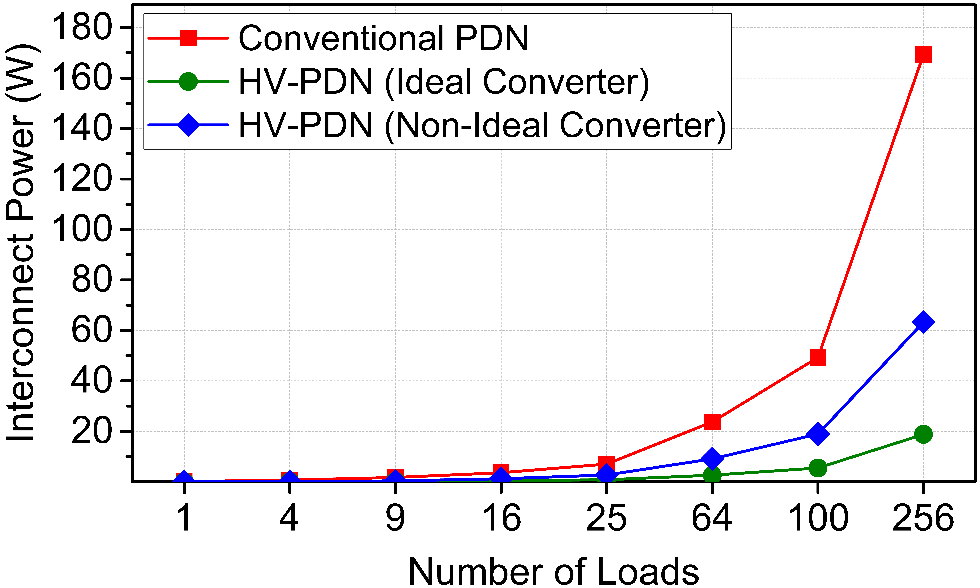 Interconnect Power (W)
180
160
140
120
100
80
60
40
20
Conventional PDN
HV-PDN (Ideal Converter)
HV-PDN (Non-Ideal Converter)
1 4 9 16 25 64 100 256
Number of Loads